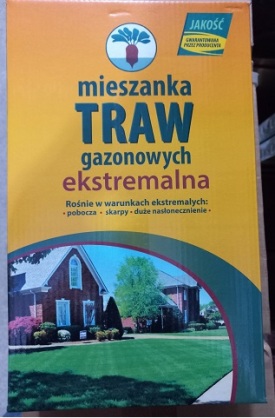 JAKOŚĆ
GWARANTOWANA
PRZEZ PRODUCENTA
mieszanka
TRAW
gazonowych
ekstremalna
Rośnie w warunkach ekstremalnych:
• pobocza • skarpy • duże nasłonecznienie •